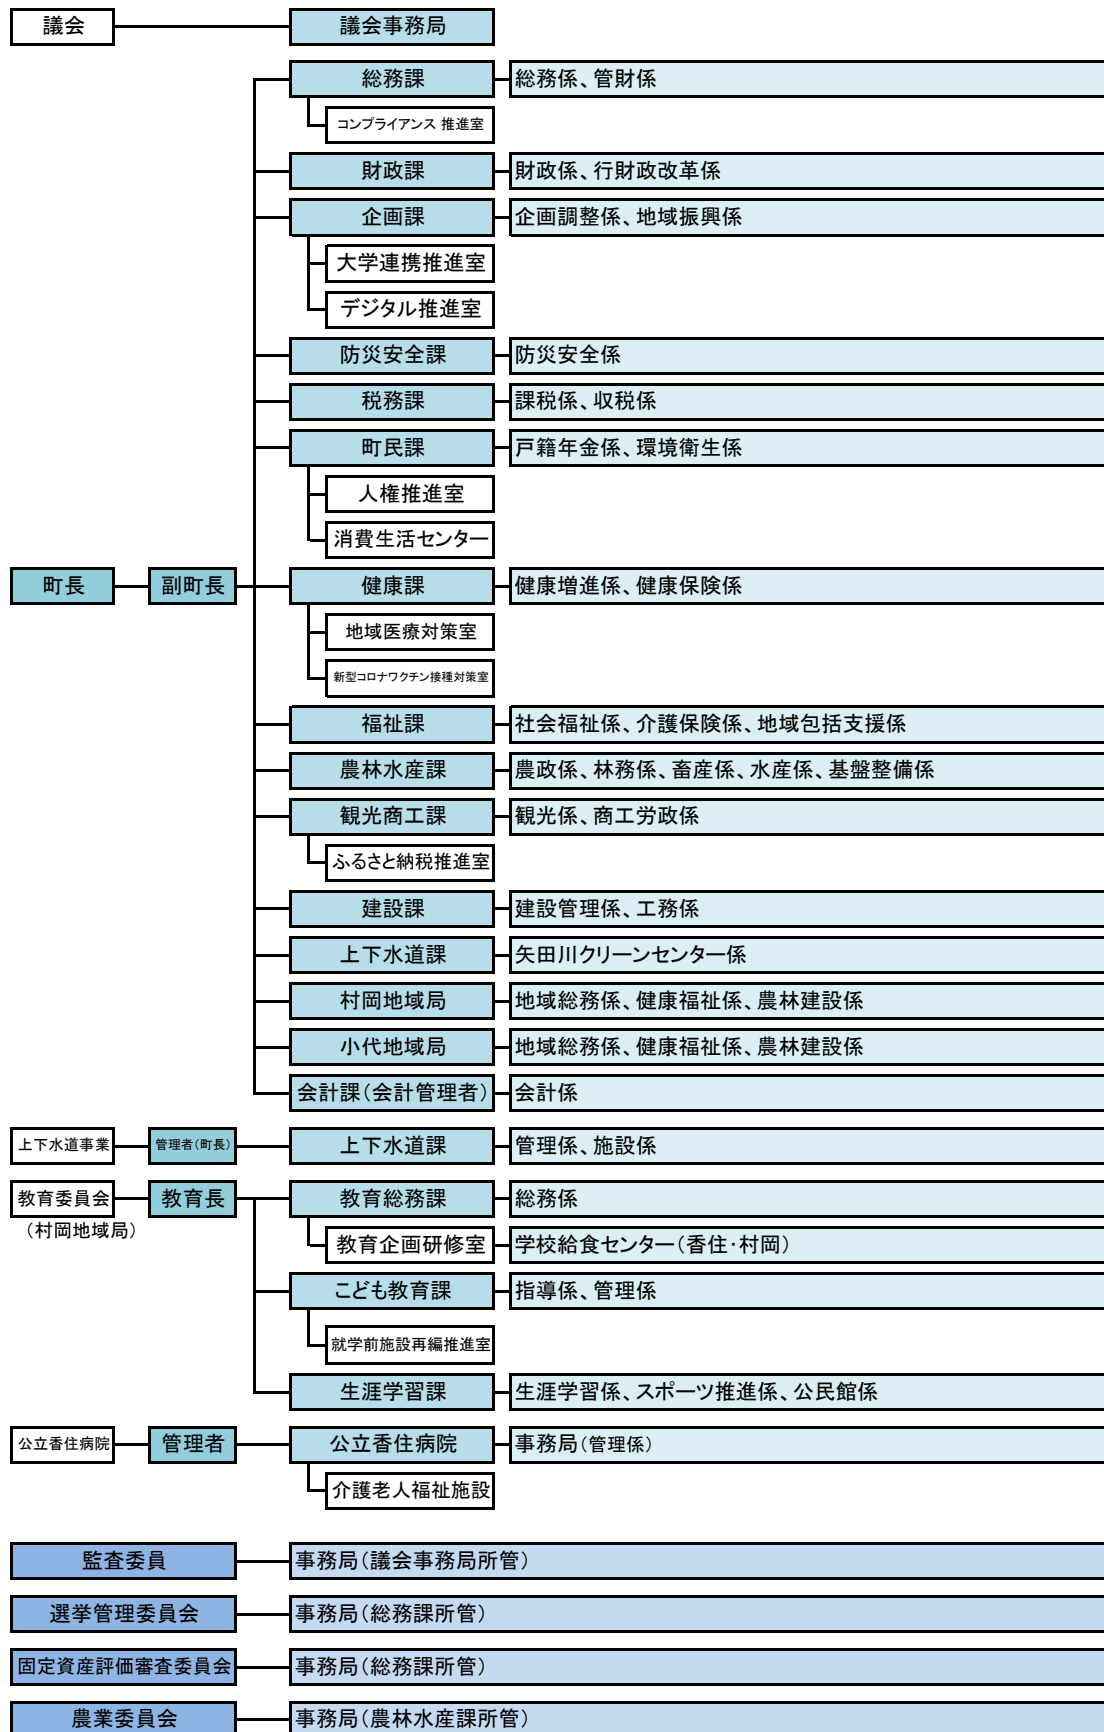 議会 議会事務局
総務課 総務係、管財係
コンプライアンス 推進室
財政課 財政係、行財政改革係
企画課 企画調整係、地域振興係
大学連携推進室
デジタル推進室
防災安全課 防災安全係
税務課 課税係、収税係
町民課 戸籍年金係、環境衛生係
人権推進室
消費生活センター
町長 副町長 健康課 健康増進係、健康保険係
地域医療対策室
新型コロナワクチン接種対策室
福祉課 社会福祉係、介護保険係、地域包括支援係
農林水産課 農政係、林務係、畜産係、水産係、基盤整備係
観光商工課 観光係、商工労政係
ふるさと納税推進室
建設課 建設管理係、工務係
上下水道課 矢田川クリーンセンター係
村岡地域局 地域総務係、健康福祉係、農林建設係
小代地域局 地域総務係、健康福祉係、農林建設係
会計課(会計管理者) 会計係
上下水道事業 管理者(町長) 上下水道課 管理係、施設係
教育委員会 教育長 教育総務課 総務係
(村岡地域局)
教育企画研修室 学校給食センター(香住・村岡)
こども教育課 指導係、管理係
就学前施設再編推進室
生涯学習課 生涯学習係、スポーツ推進係、公民館係
公立香住病院 管理者 公立香住病院 事務局(管理係)
介護老人福祉施設
監査委員 事務局(議会事務局所管)
選挙管理委員会 事務局(総務課所管)
固定資産評価審査委員会 事務局(総務課所管)
農業委員会 事務局(農林水産課所管)